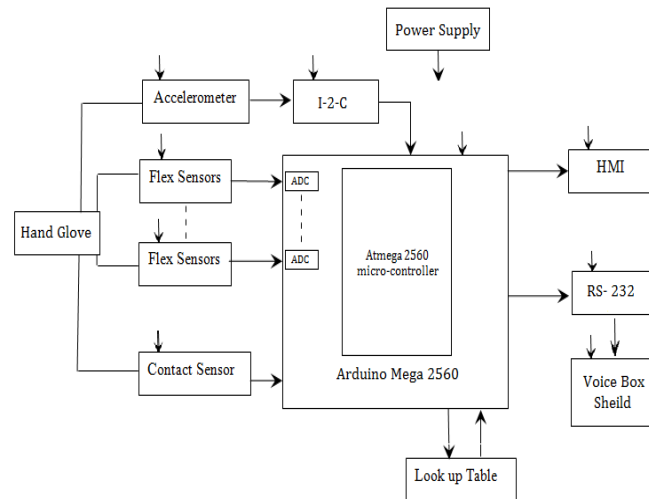 Power Supply
Accelerometer
I-2-C
HMI
Flex Sensors
ADC
Atmega 2560
micro-controller
Hand Glove
Flex Sensors
ADC
RS- 232
Contact Sensor
Arduino Mega 2560
Voice Box
Sheild
Look up Table